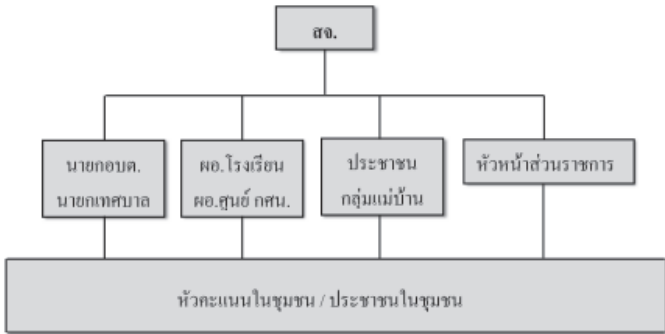 สจ.
นายกอบต.
นายกเทศบาล
ผอ.โรงเรียน
ผอ.ศูนย์ กศน.
ประชาชน
กลุ่มแม่บ้าน
หัวหน้าส่วนราชการ
หัวคะแนนในชุมชน / ประชาชนในชุมชน